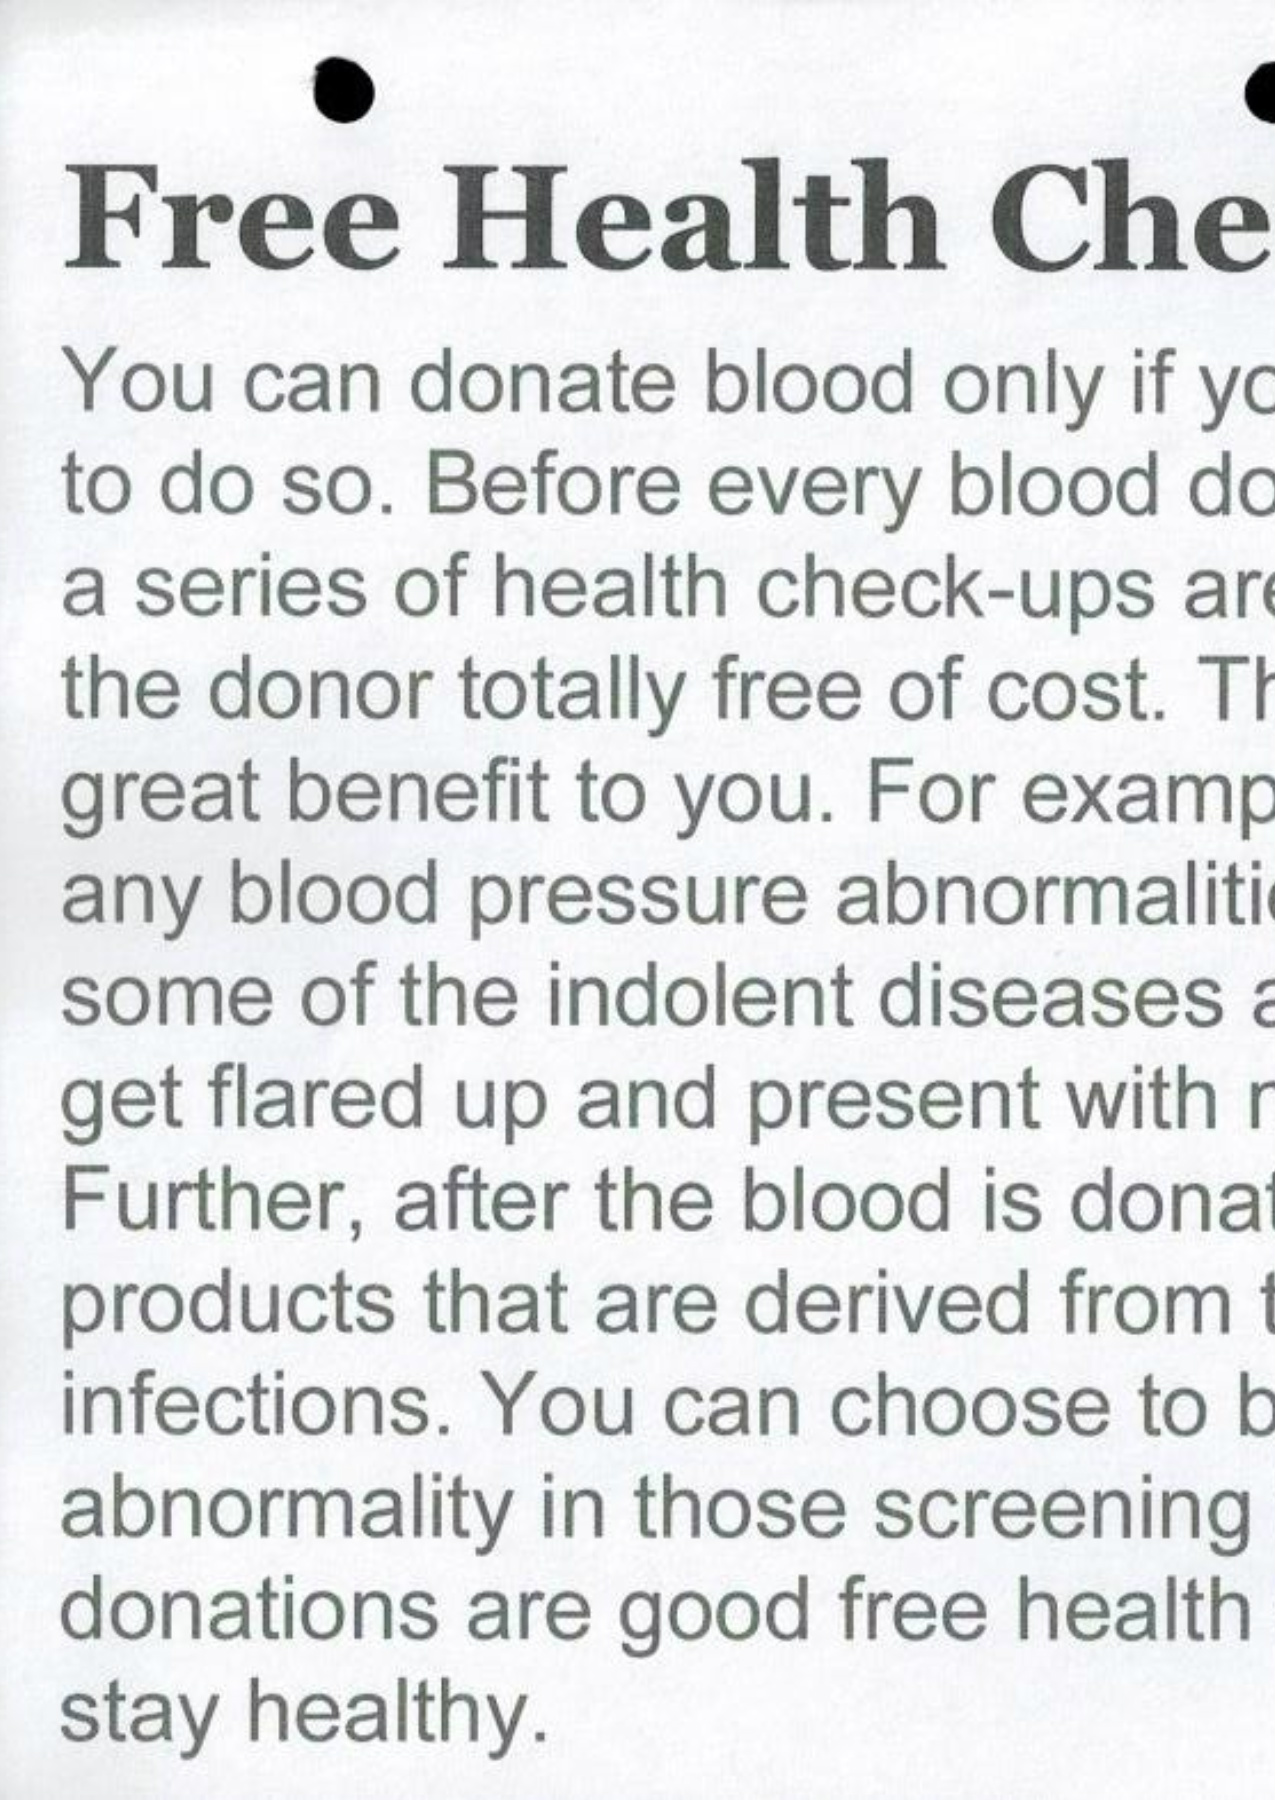 Free Health Che
You can donate blood only if yo
to do so. Before every blood do
a series of health check-ups are
the donor totally free of cost. Th
great benefit to you. For examp
any blood pressure abnormalitie
some of the indolent diseases a
get flared up and present with r
Further, after the blood is donat
products that are derived from t
infections. You can choose to b
abnormality in those screening
donations are good free health
stay healthy.